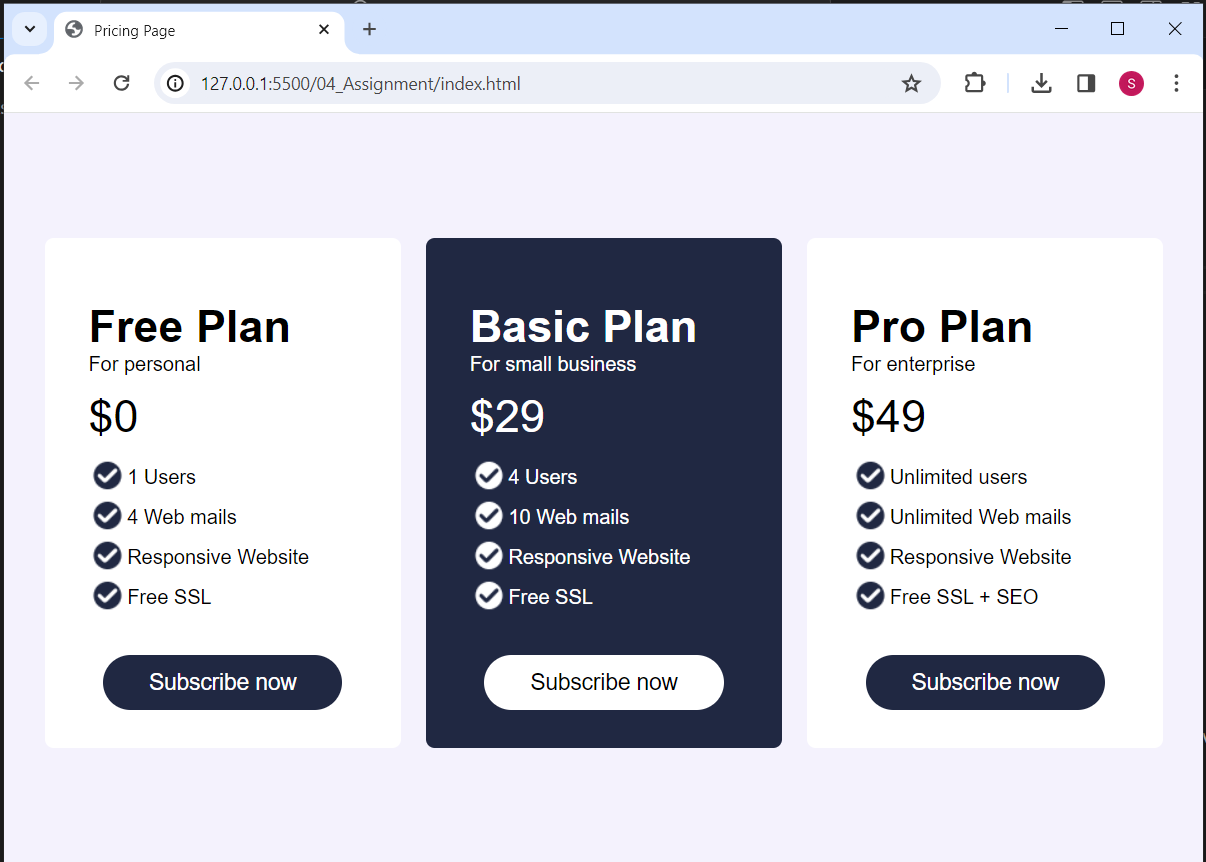 Pricing Page
127.0.0.1:5500/04_Assignment/index.html
S
Free Plan
For personal
$0
1 Users
4 Web mails
Responsive Website
Free SSL
Subscribe now
Basic Plan
For small business
$29
4 Users
10 Web mails
Responsive Website
Free SSL
Subscribe now
Pro Plan
For enterprise
$49
Unlimited users
Unlimited Web mails
Responsive Website
Free SSL + SEO
Subscribe now